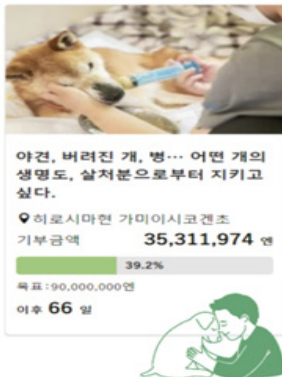 야견, 버려진 개, 병… 어떤 개의
생명도, 살처분으로부터 지키고
싶다.
히로시마현 가미이시코겐초
기부금액 35,311,974 엔
39.2%
목표:90,000,000엔
이후 66 일